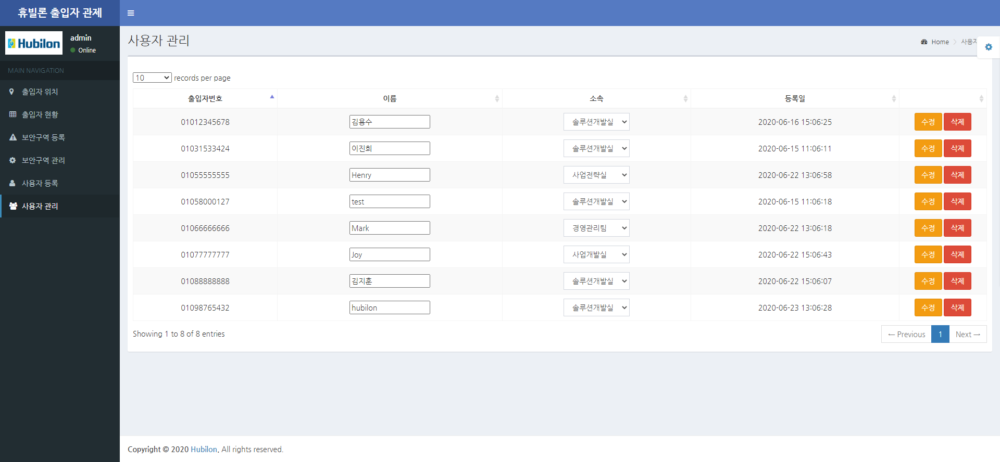 휴빌론 출입자 관제
Hubilon
admin
Online
MAIN NAVIGATION
출입자 위치
출입자 현황
보안구역 등록
보안구역 관리
사용자 등록
사용자 관리
사용자 관리
Home > 사용자
10 records per page
출입자번호 이름 소속 등록일
01012345678 김용수 솔루션개발실 2020-06-16 15:06:25 수정 삭제
01031533424 이진희 솔루션개발실 2020-06-15 11:06:11 수정 삭제
01055555555 Henry 사업전략실 2020-06-22 13:06:58 수정 삭제
01058000127 test 솔루션개발실 2020-06-15 11:06:18 수정 삭제
01066666666 Mark 경영관리팀 2020-06-22 13:06:18 수정 삭제
01077777777 Joy 사업개발실 2020-06-22 15:06:43 수정 삭제
01088888888 김지훈 솔루션개발실 2020-06-22 15:06:07 수정 삭제
01098765432 hubilon 솔루션개발실 2020-06-23 13:06:28 수정 삭제
Showing 1 to 8 of 8 entries
← Previous 1 Next →
Copyright © 2020 Hubilon. All rights reserved.